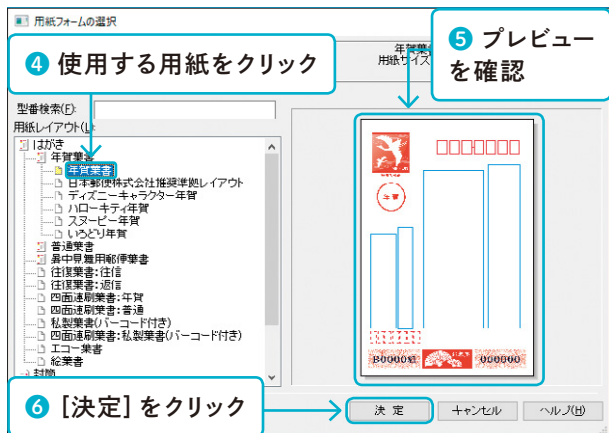 用紙フォームの選択
❹ 使用する用紙をクリック
❺ プレビュー
を確認
年賀葉
用紙サイズ
型番検索(F):
用紙レイアウト(L):
はがき
年賀葉書
年賀葉書
日本郵便株式会社推奨準拠レイアウト
ディズニーキャラクター年賀
ハローキティ年賀
スヌーピー年賀
いろどり年賀
普通葉書
暑中見舞用郵便葉書
往復葉書:往信
往復葉書:返信
四面連刷葉書:年賀
四面連刷葉書:普通
私製葉書(バーコード付き)
四面連刷葉書:私製葉書(バーコード付き)
エコー葉書
絵葉書
封筒
年賀
B0000組
000000
❻ [決定] をクリック
決 定
キャンセル
ヘルプ(H)